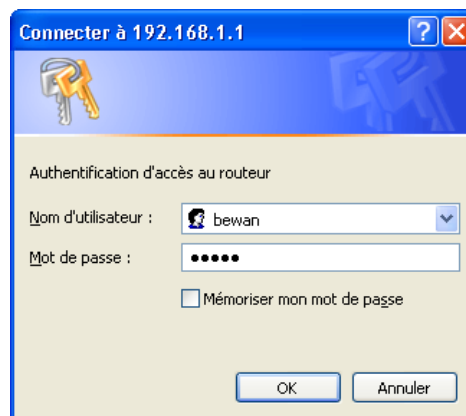 Connecter à 192.168.1.1
Authentification d'accès au routeur
Nom d'utilisateur : bewan
Mot de passe : •••••
Mémoriser mon mot de passe
OK Annuler